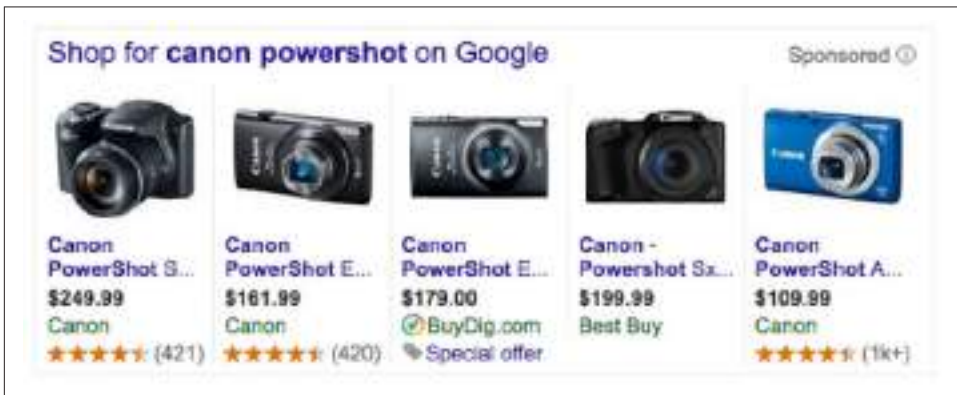 Shop for canon powershot on Google
Sponsored
Canon
PowerShot S...
$249.99
Canon
(421)
Canon
PowerShot E...
$161.99
Canon
(420)
Canon
PowerShot E...
$179.00
BuyDig.com
Special offer
Canon -
Powershot Sx...
$199.99
Best Buy
Canon
PowerShot A...
$109.99
Canon
(1k+)